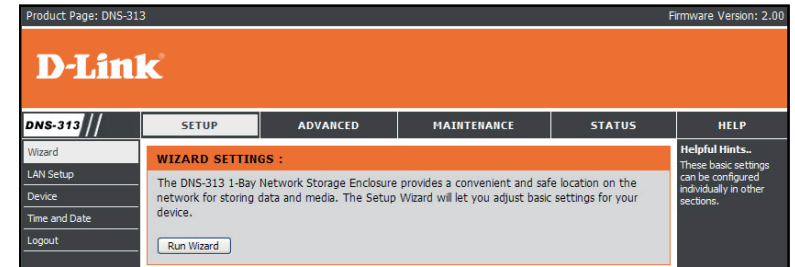 Product Page: DNS-313 Firmware Version: 2.00
D-Link
DNS-313 SETUP ADVANCED MAINTENANCE STATUS HELP
Wizard
LAN Setup
Device
Time and Date
Logout
WIZARD SETTINGS :
The DNS-313 1-Bay Network Storage Enclosure provides a convenient and safe location on the
network for storing data and media. The Setup Wizard will let you adjust basic settings for your
device.
Run Wizard
Helpful Hints..
These basic settings
can be configured
individually in other
sections.